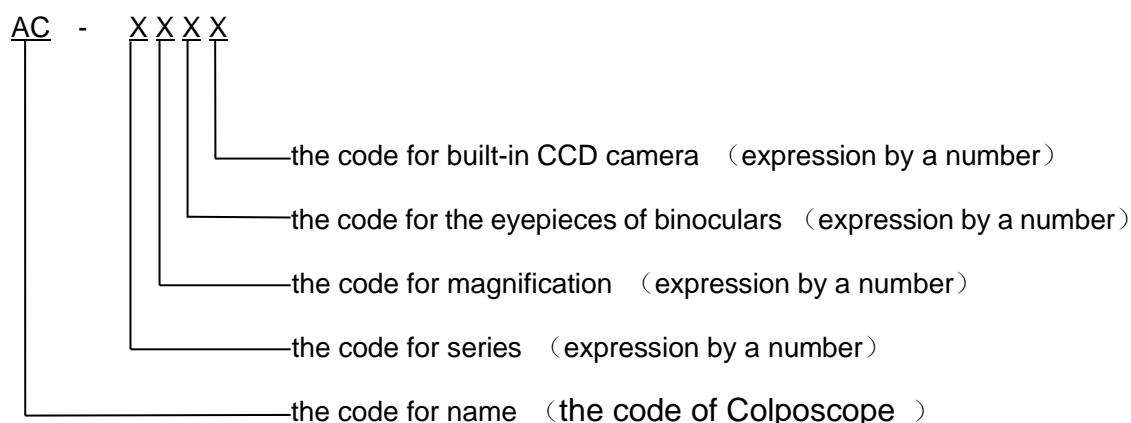 AC - X X X X
the code for built-in CCD camera （expression by a number）
the code for the eyepieces of binoculars （expression by a number）
the code for magnification （expression by a number）
the code for series （expression by a number）
the code for name （the code of Colposcope ）